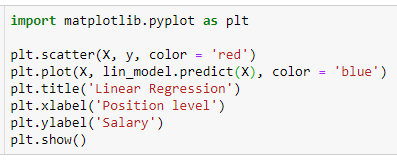 import matplotlib.pyplot as plt
plt.scatter(X, y, color = 'red')
plt.plot(X, lin_model.predict(X), color = 'blue')
plt.title('Linear Regression')
plt.xlabel('Position level')
plt.ylabel('Salary')
plt.show()